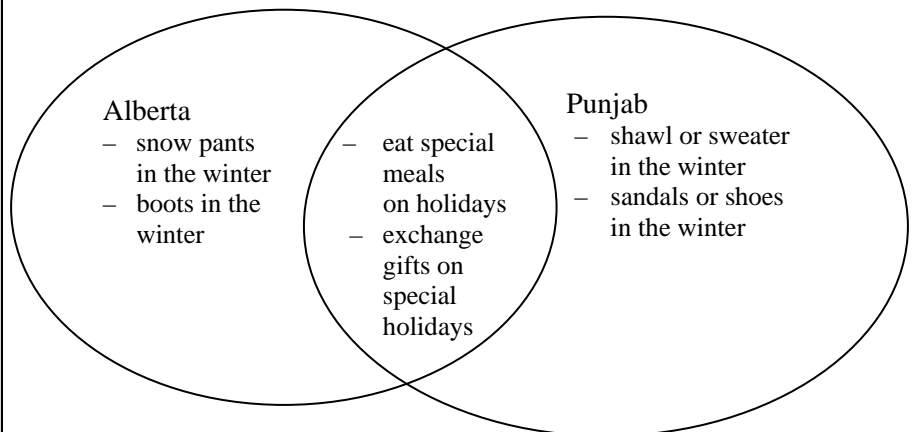 Alberta
– snow pants
in the winter
– boots in the
winter
– eat special
meals
on holidays
– exchange
gifts on
special
holidays
Punjab
– shawl or sweater
in the winter
– sandals or shoes
in the winter